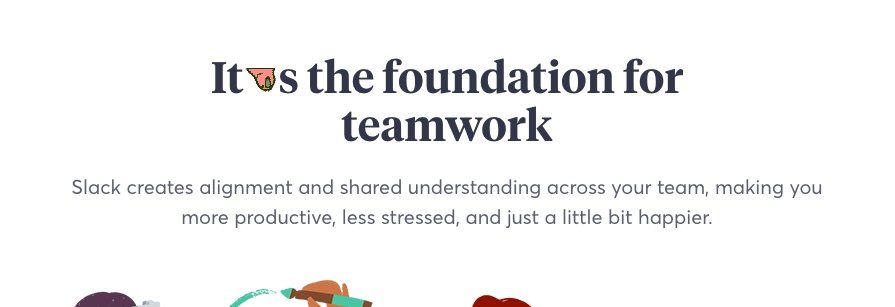 It s the foundation for
teamwork
Slack creates alignment and shared understanding across your team, making you
more productive, less stressed, and just a little bit happier.